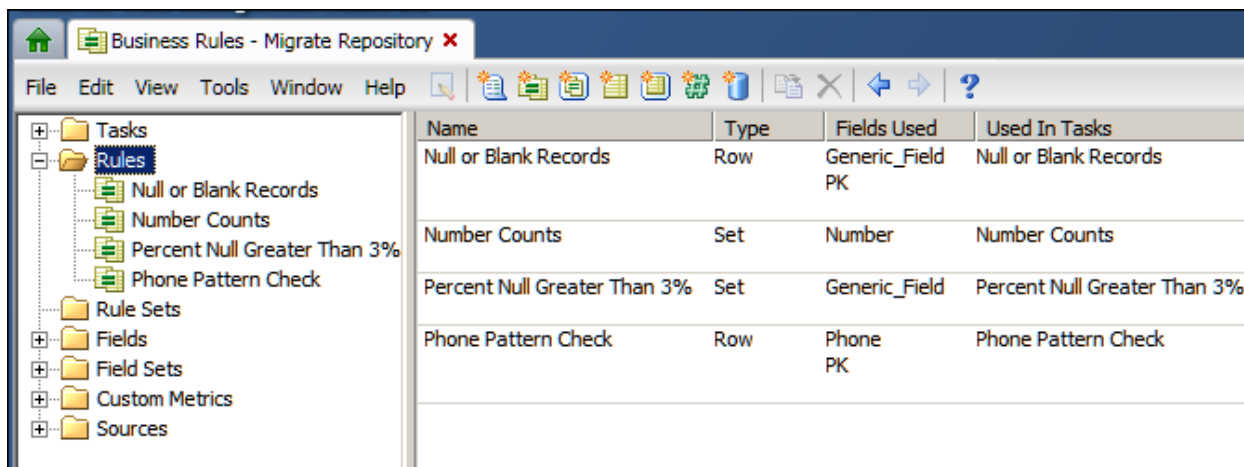 Business Rules - Migrate Repository
File Edit View Tools Window Help
Tasks
Rules
Null or Blank Records
Number Counts
Percent Null Greater Than 3%
Phone Pattern Check
Rule Sets
Fields
Field Sets
Custom Metrics
Sources
Name Type Fields Used Used In Tasks
Null or Blank Records Row Generic_Field Null or Blank Records
PK
Number Counts Set Number Number Counts
Percent Null Greater Than 3% Set Generic_Field Percent Null Greater Than 3%
Phone Pattern Check Row Phone Phone Pattern Check
PK